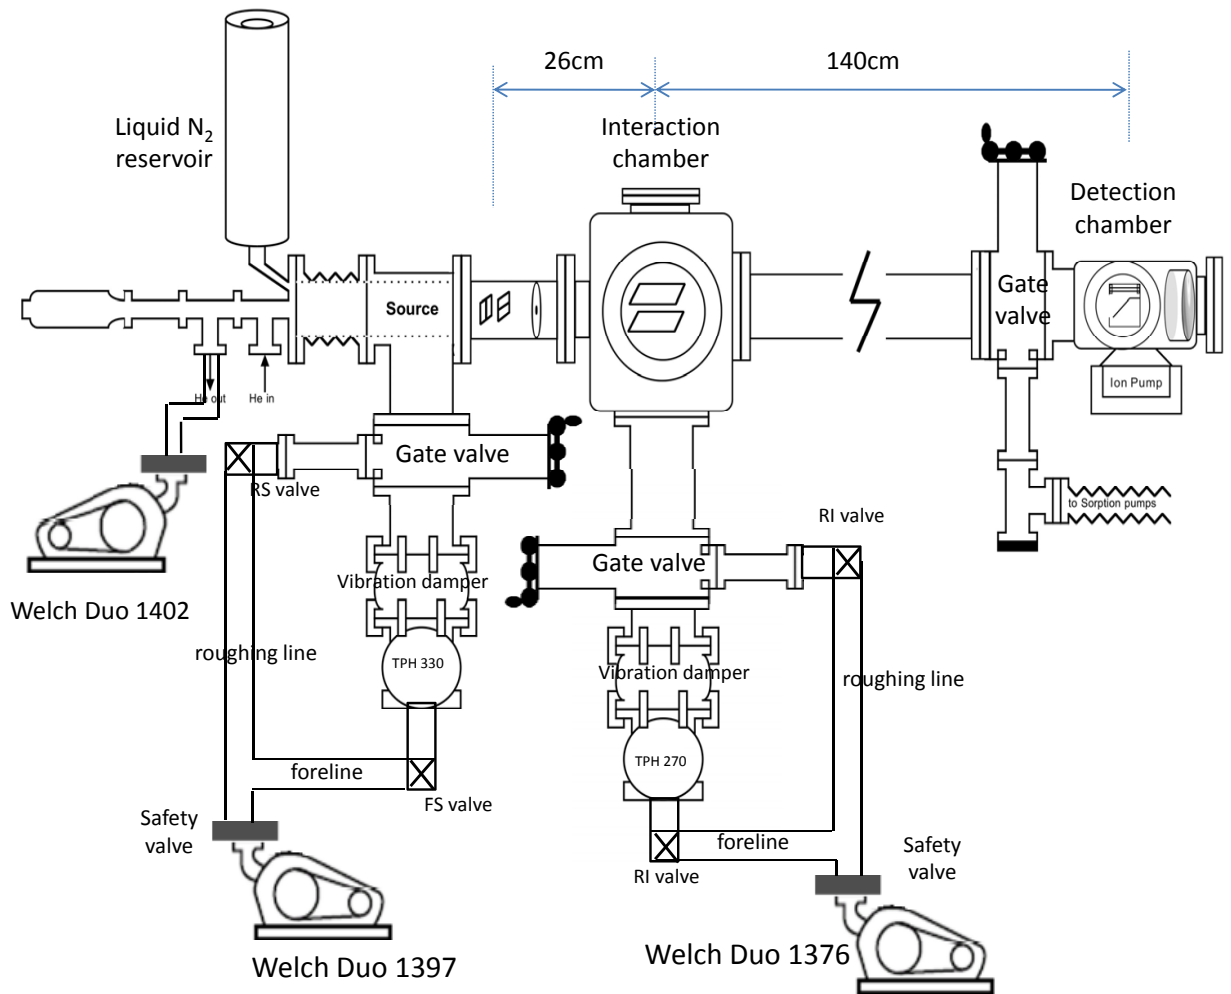 26cm
140cm
Liquid N₂
reservoir
Interaction
chamber
Detection
chamber
Source
Gate
valve
Ion Pump
He out
He in
Gate valve
RS valve
to Sorption pumps
RI valve
Gate valve
Vibration damper
Welch Duo 1402
roughing line
TPH 330
Vibration damper
roughing line
TPH 270
foreline
FS valve
Safety
valve
foreline
Safety
valve
RI valve
Welch Duo 1376
Welch Duo 1397